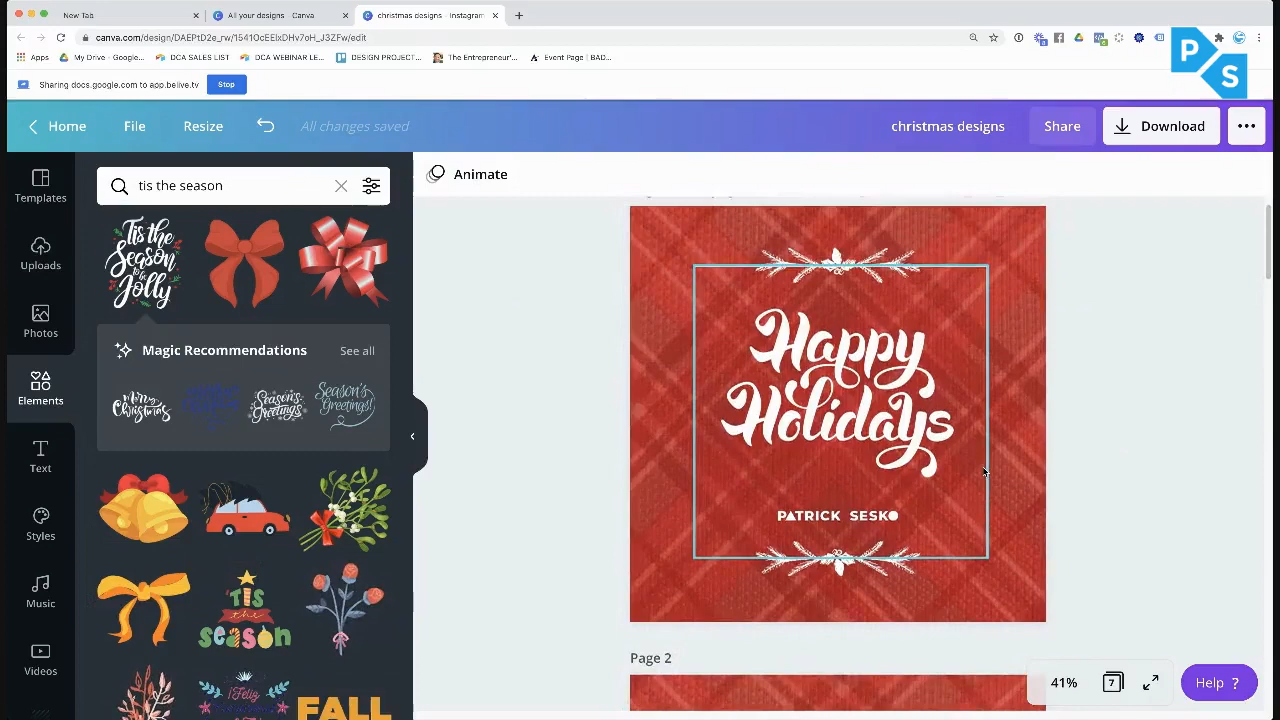 New Tab
All your designs - Canva
christmas designs - Instagram
canva.com/design/DAEPtD2e_rw/1541OcEElxDHv7oH_J3ZFw/edit
Apps
My Drive - Google...
DCA SALES LIST
DCA WEBINAR LE...
DESIGN PROJECT...
The Entrepreneur'...
Event Page | BAD...
P
S
Sharing docs.google.com to app.belive.tv
Stop
Home
File
Resize
All changes saved
christmas designs
Share
Download
Templates
Uploads
Photos
Elements
Text
Styles
Music
Videos
tis the season
Tis the
Season
to be
Jolly
Magic Recommendations
See all
Merry
Christmas
Season's
Greetings
Season's
Greetings!
TIS
the
season
¡Feliz
FALL
Animate
Happy
Holidays
PATRICK SESKO
Page 2
41%
7
Help ?